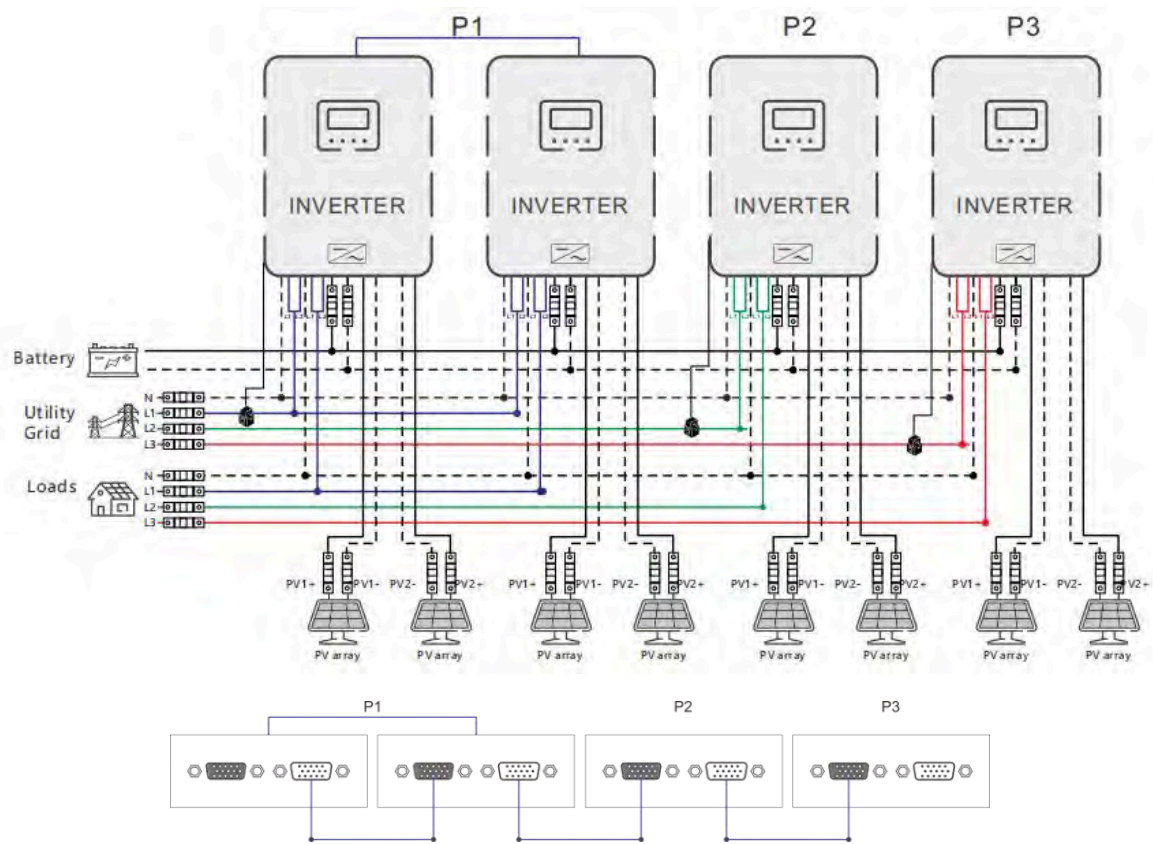 P1 P2 P3
INVERTER INVERTER INVERTER INVERTER
Battery
Utility
Grid
N
L1
L2
L3
Loads
N
L1
L2
L3
PV1+ PV1- PV2- PV2+ PV1+ PV1- PV2- PV2+ PV1+ PV1- PV2- PV2+ PV1+ PV1- PV2- PV2+
PV array PV array PV array PV array PV array PV array PV array PV array
P1 P2 P3